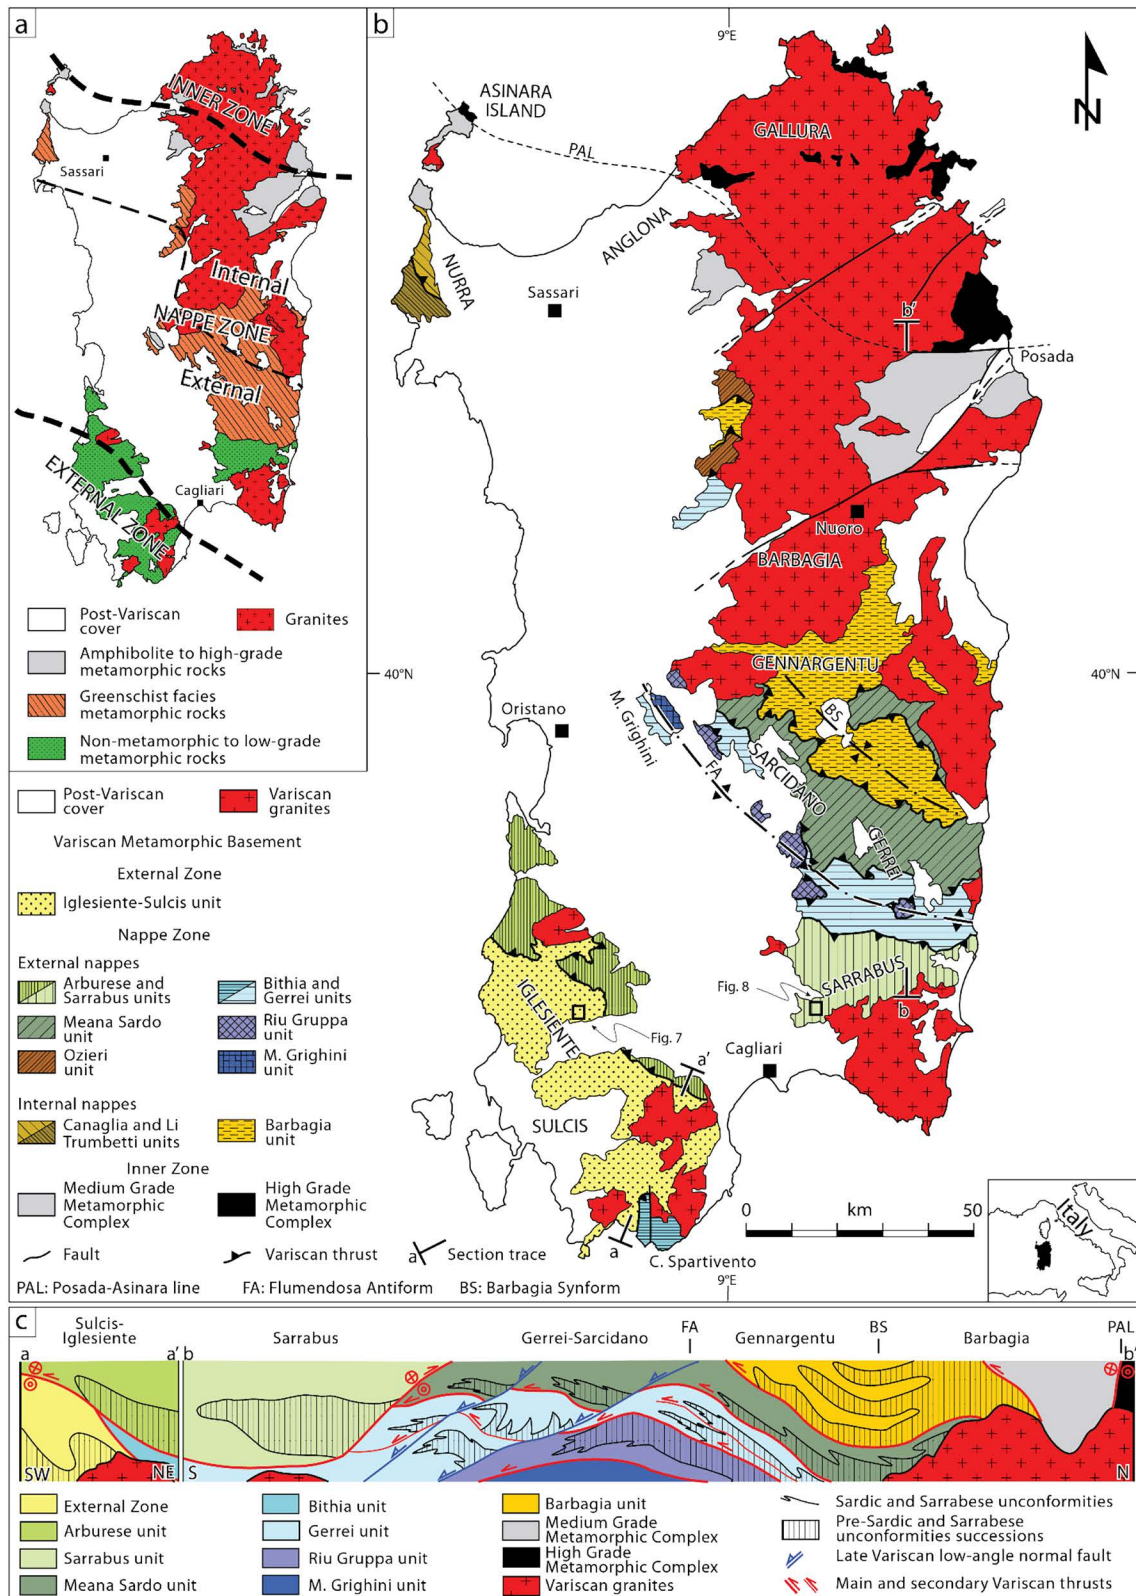 a
INNER ZONE
Sassari
Internal
NAPPE ZONE
External
EXTERNAL ZONE
Cagliari
Post-Variscan
cover
Granites
Amphibolite to high-grade
metamorphic rocks
Greenschist facies
metamorphic rocks
Non-metamorphic to low-grade
metamorphic rocks
b
9°E
N
ASINARA
ISLAND
PAL
GALLURA
ANGLONA
NURRA
Sassari
b'
Posada
Nuoro
BARBAGIA
40°N
40°N
GENNARGENTU
Oristano
M. Grighini
BS
SARCIDANO
FA
GERREI
SARRABUS
Fig. 8
b
IGLESIENTE
Fig. 7
Cagliari
a'
SULCIS
a
C. Spartivento
0
km
50
9°E
Italy
Post-Variscan
cover
Variscan
granites
Variscan Metamorphic Basement
External Zone
Iglesiente-Sulcis unit
Nappe Zone
External nappes
Arburese and
Sarrabus units
Bithia and
Gerrei units
Meana Sardo
unit
Riu Gruppa
unit
Ozieri
unit
M. Grighini
unit
Internal nappes
Canaglia and Li
Trumbetti units
Barbagia
unit
Inner Zone
Medium Grade
Metamorphic
Complex
High Grade
Metamorphic
Complex
Fault
Variscan thrust
a
Section trace
PAL: Posada-Asinara line
FA: Flumendosa Antiform
BS: Barbagia Synform
c
Sulcis-
Iglesiente
Sarrabus
Gerrei-Sarcidano
FA
Gennargentu
BS
Barbagia
PAL
a
a'
b
b'
SW
NE
S
N
External Zone
Arburese unit
Sarrabus unit
Meana Sardo unit
Bithia unit
Gerrei unit
Riu Gruppa unit
M. Grighini unit
Barbagia unit
Medium Grade
Metamorphic Complex
High Grade
Metamorphic Complex
Variscan granites
Sardic and Sarrabese unconformities
Pre-Sardic and Sarrabese
unconformities successions
Late Variscan low-angle normal fault
Main and secondary Variscan thrusts